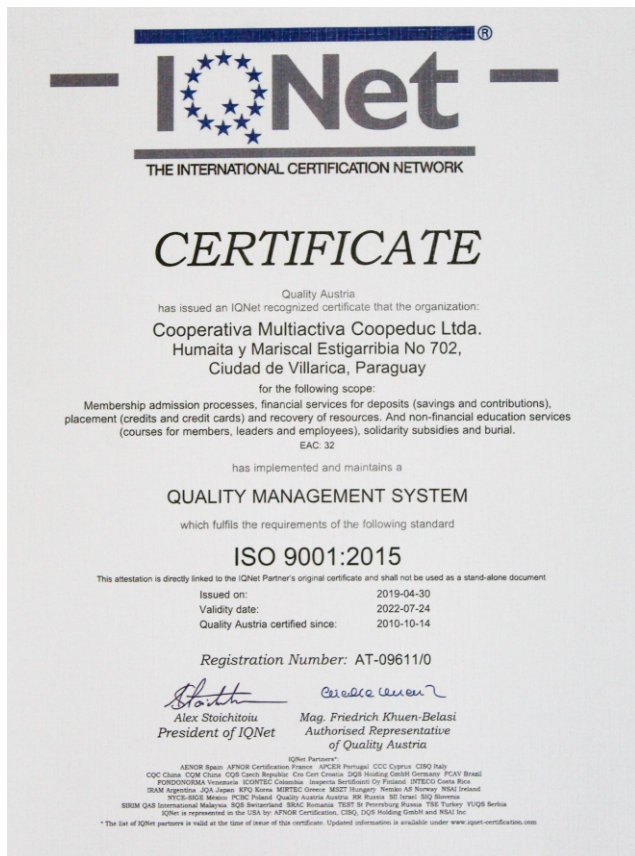 IQNet®
THE INTERNATIONAL CERTIFICATION NETWORK
CERTIFICATE
Quality Austria
has issued an IQNet recognized certificate that the organization:
Cooperativa Multiactiva Coopeduc Ltda.
Humaita y Mariscal Estigarribia No 702,
Ciudad de Villarica, Paraguay
for the following scope:
Membership admission processes, financial services for deposits (savings and contributions),
placement (credits and credit cards) and recovery of resources. And non-financial education services
(courses for members, leaders and employees), solidarity subsidies and burial.
EAC: 32
has implemented and maintains a
QUALITY MANAGEMENT SYSTEM
which fulfils the requirements of the following standard
ISO 9001:2015
This attestation is directly linked to the IQNet Partner's original certificate and shall not be used as a stand-alone document
Issued on: 2019-04-30
Validity date: 2022-07-24
Quality Austria certified since: 2010-10-14
Registration Number: AT-09611/0
Alex Stoichitoiu
President of IQNet
Mag. Friedrich Khuen-Belasi
Authorised Representative
of Quality Austria
IQNet Partners*:
AENOR Spain AFNOR Certification France APCER Portugal CCC Cyprus CISQ Italy
CQC China CQM China CQS Czech Republic Cro Cert Croatia DQS Holding GmbH Germany FCAV Brazil
FONDONORMA Venezuela ICONTEC Colombia Inspecta Sertifiointi Oy Finland INTECO Costa Rica
IRAM Argentina JQA Japan KFQ Korea MIRTEC Greece MSZT Hungary Nemko AS Norway NSAI Ireland
NYCE-SIGE México PCBC Poland Quality Austria Austria RR Russia SII Israel SIQ Slovenia
SIRIM QAS International Malaysia SQS Switzerland SRAC Romania TEST St Petersburg Russia TSE Turkey YUQS Serbia
IQNet is represented in the USA by: AFNOR Certification, CISQ, DQS Holding GmbH and NSAI Inc
* The list of IQNet partners is valid at the time of issue of this certificate. Updated information is available under www.iqnet-certification.com